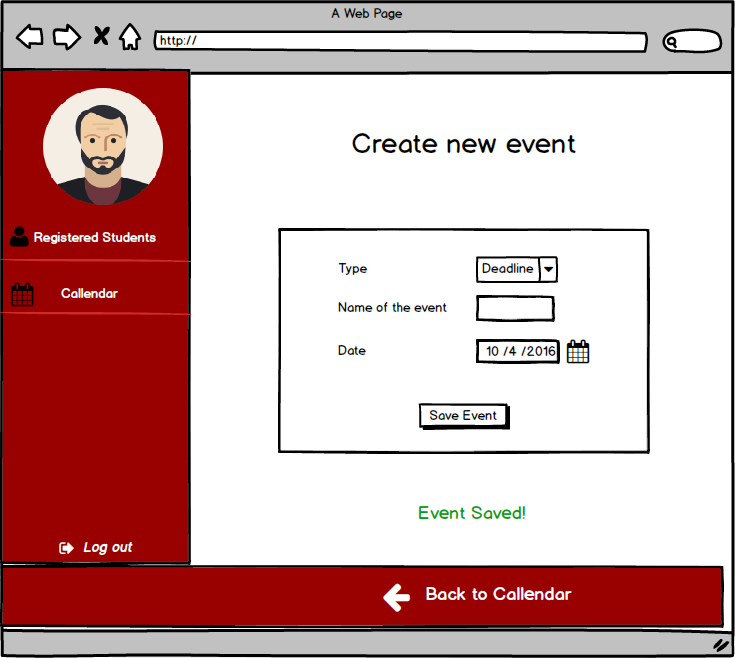 A Web Page
http://
Registered Students
Callendar
Log out
Create new event
Type
Deadline
Name of the event
Date
10 /4 /2016
Save Event
Event Saved!
Back to Callendar